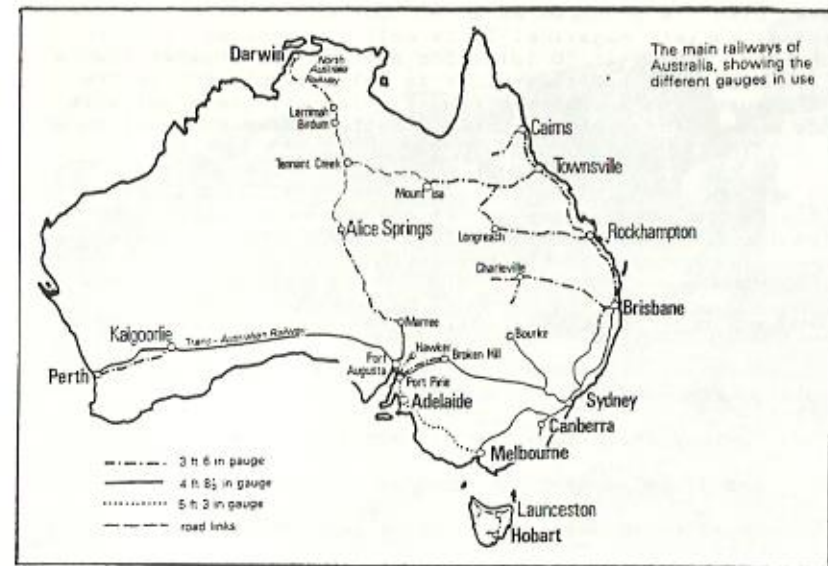 The main railways of
Australia, showing the
different gauges in use
Darwin
North
Australia
Railway
Larrimah
Birdum
Cairns
Tennant Creek
Townsville
Mount Isa
Alice Springs
Longreach
Rockhampton
Charleville
Brisbane
Marree
Bourke
Kalgoorlie
Trans-Australian Railway
Hawker
Broken Hill
Port
Augusta
Perth
Port Pirie
Adelaide
Sydney
Canberra
Melbourne
3 ft 6 in gauge
4 ft 8½ in gauge
5 ft 3 in gauge
road links
Launceston
Hobart